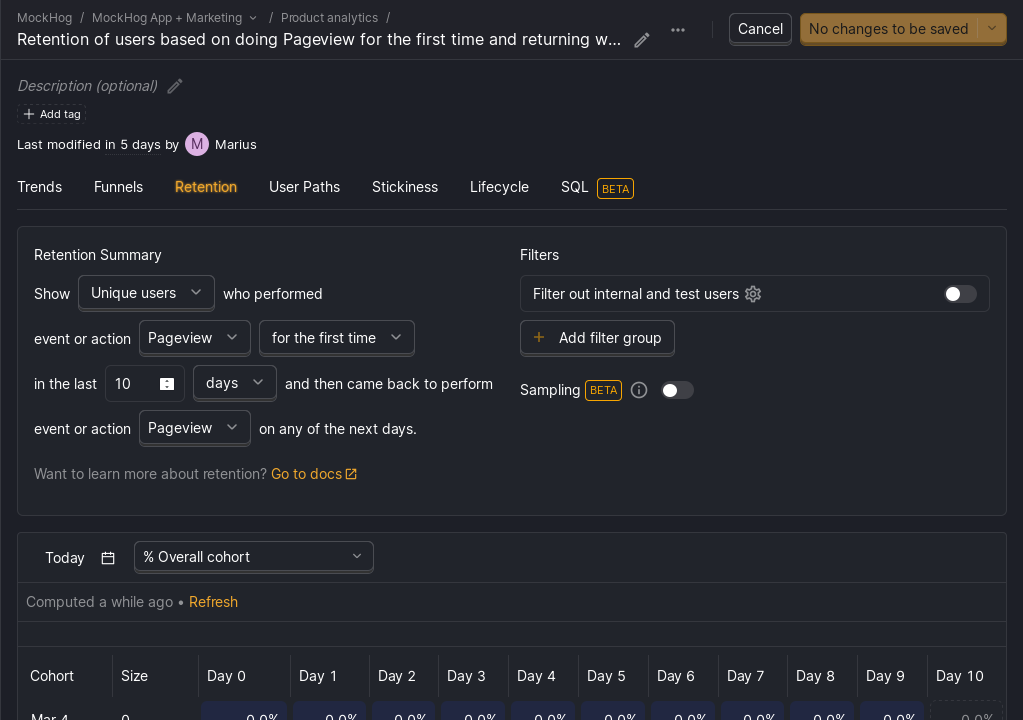 MockHog / MockHog App + Marketing / Product analytics /
Retention of users based on doing Pageview for the first time and returning w...
Cancel
No changes to be saved
Description (optional)
Add tag
Last modified in 5 days by M Marius
Trends Funnels Retention User Paths Stickiness Lifecycle SQL BETA
Retention Summary
Show Unique users who performed
event or action Pageview for the first time
in the last 10 days and then came back to perform
event or action Pageview on any of the next days.
Want to learn more about retention? Go to docs
Filters
Filter out internal and test users
Add filter group
Sampling BETA
Today % Overall cohort
Computed a while ago • Refresh
Cohort Size Day 0 Day 1 Day 2 Day 3 Day 4 Day 5 Day 6 Day 7 Day 8 Day 9 Day 10
Mar 4 0 0.0% 0.0% 0.0% 0.0% 0.0% 0.0% 0.0% 0.0% 0.0% 0.0% 0.0%